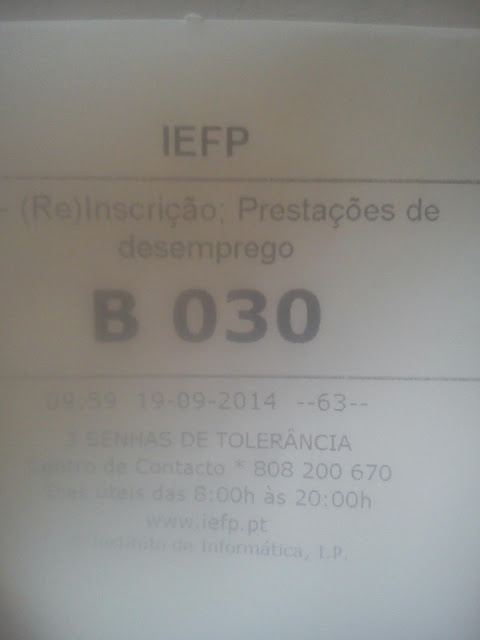 IEFP
- (Re)Inscrição; Prestações de
desemprego
B 030
09:59 19-09-2014 --63--
3 SENHAS DE TOLERÂNCIA
Centro de Contacto * 808 200 670
Dias úteis das 8:00h às 20:00h
www.iefp.pt
Instituto de Informática, I.P.